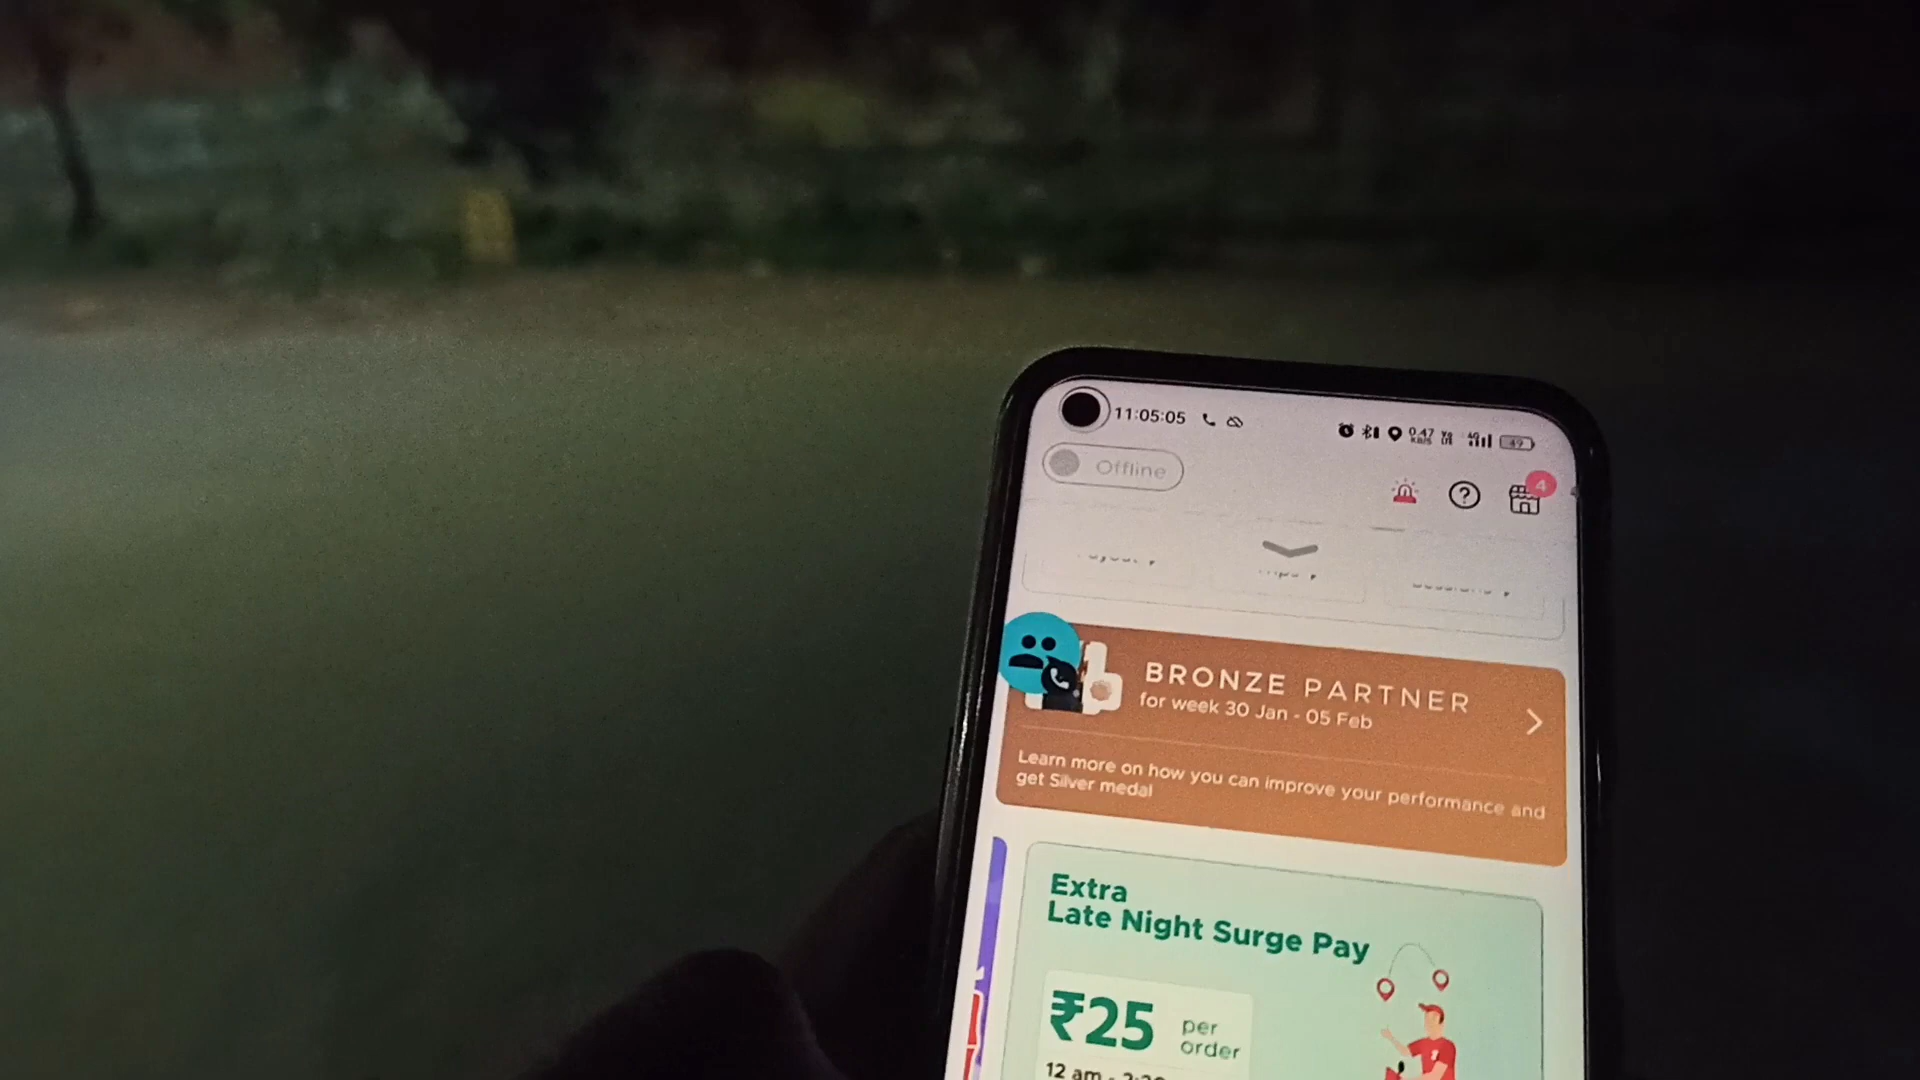 11:05:05
0.47
KB/S
4G
49
Offline
4
BRONZE PARTNER
for week 30 Jan - 05 Feb
Learn more on how you can improve your performance and
get Silver medal
Extra
Late Night Surge Pay
₹25 per
order
12 am -